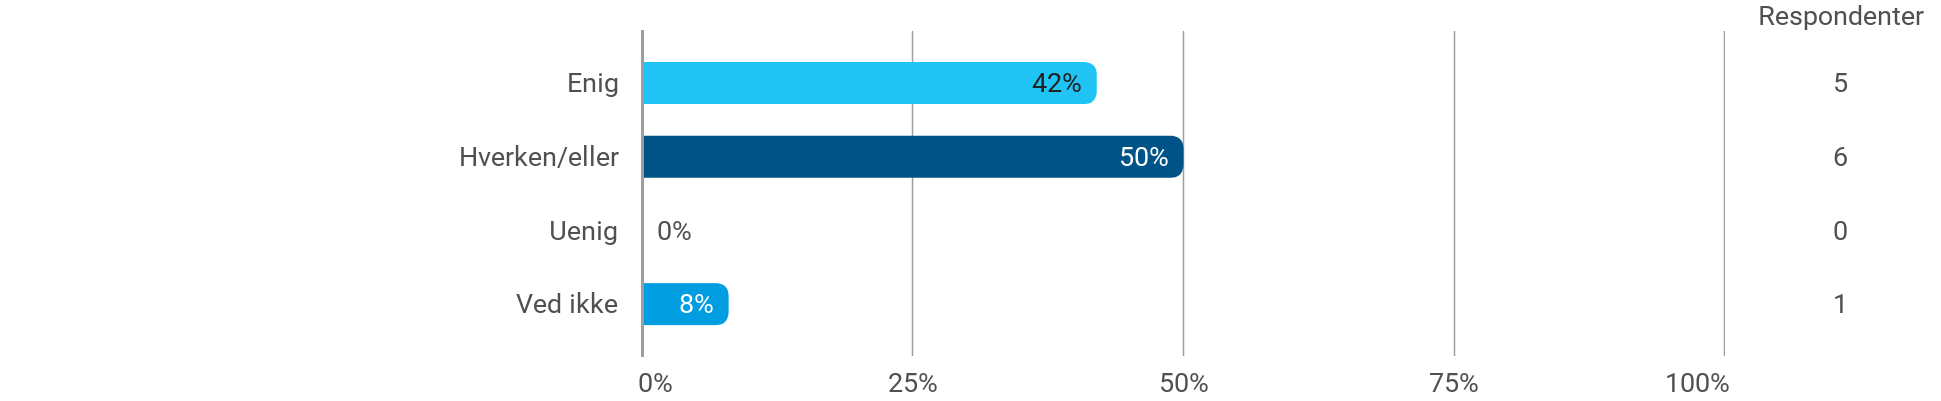 Respondenter
Enig 42% 5
Hverken/eller 50% 6
Uenig 0% 0
Ved ikke 8% 1
0% 25% 50% 75% 100%